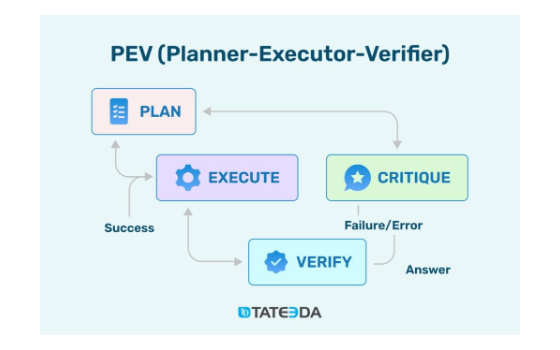 PEV (Planner-Executor-Verifier)
PLAN
EXECUTE
CRITIQUE
Success
Failure/Error
VERIFY
Answer
TATEEDA